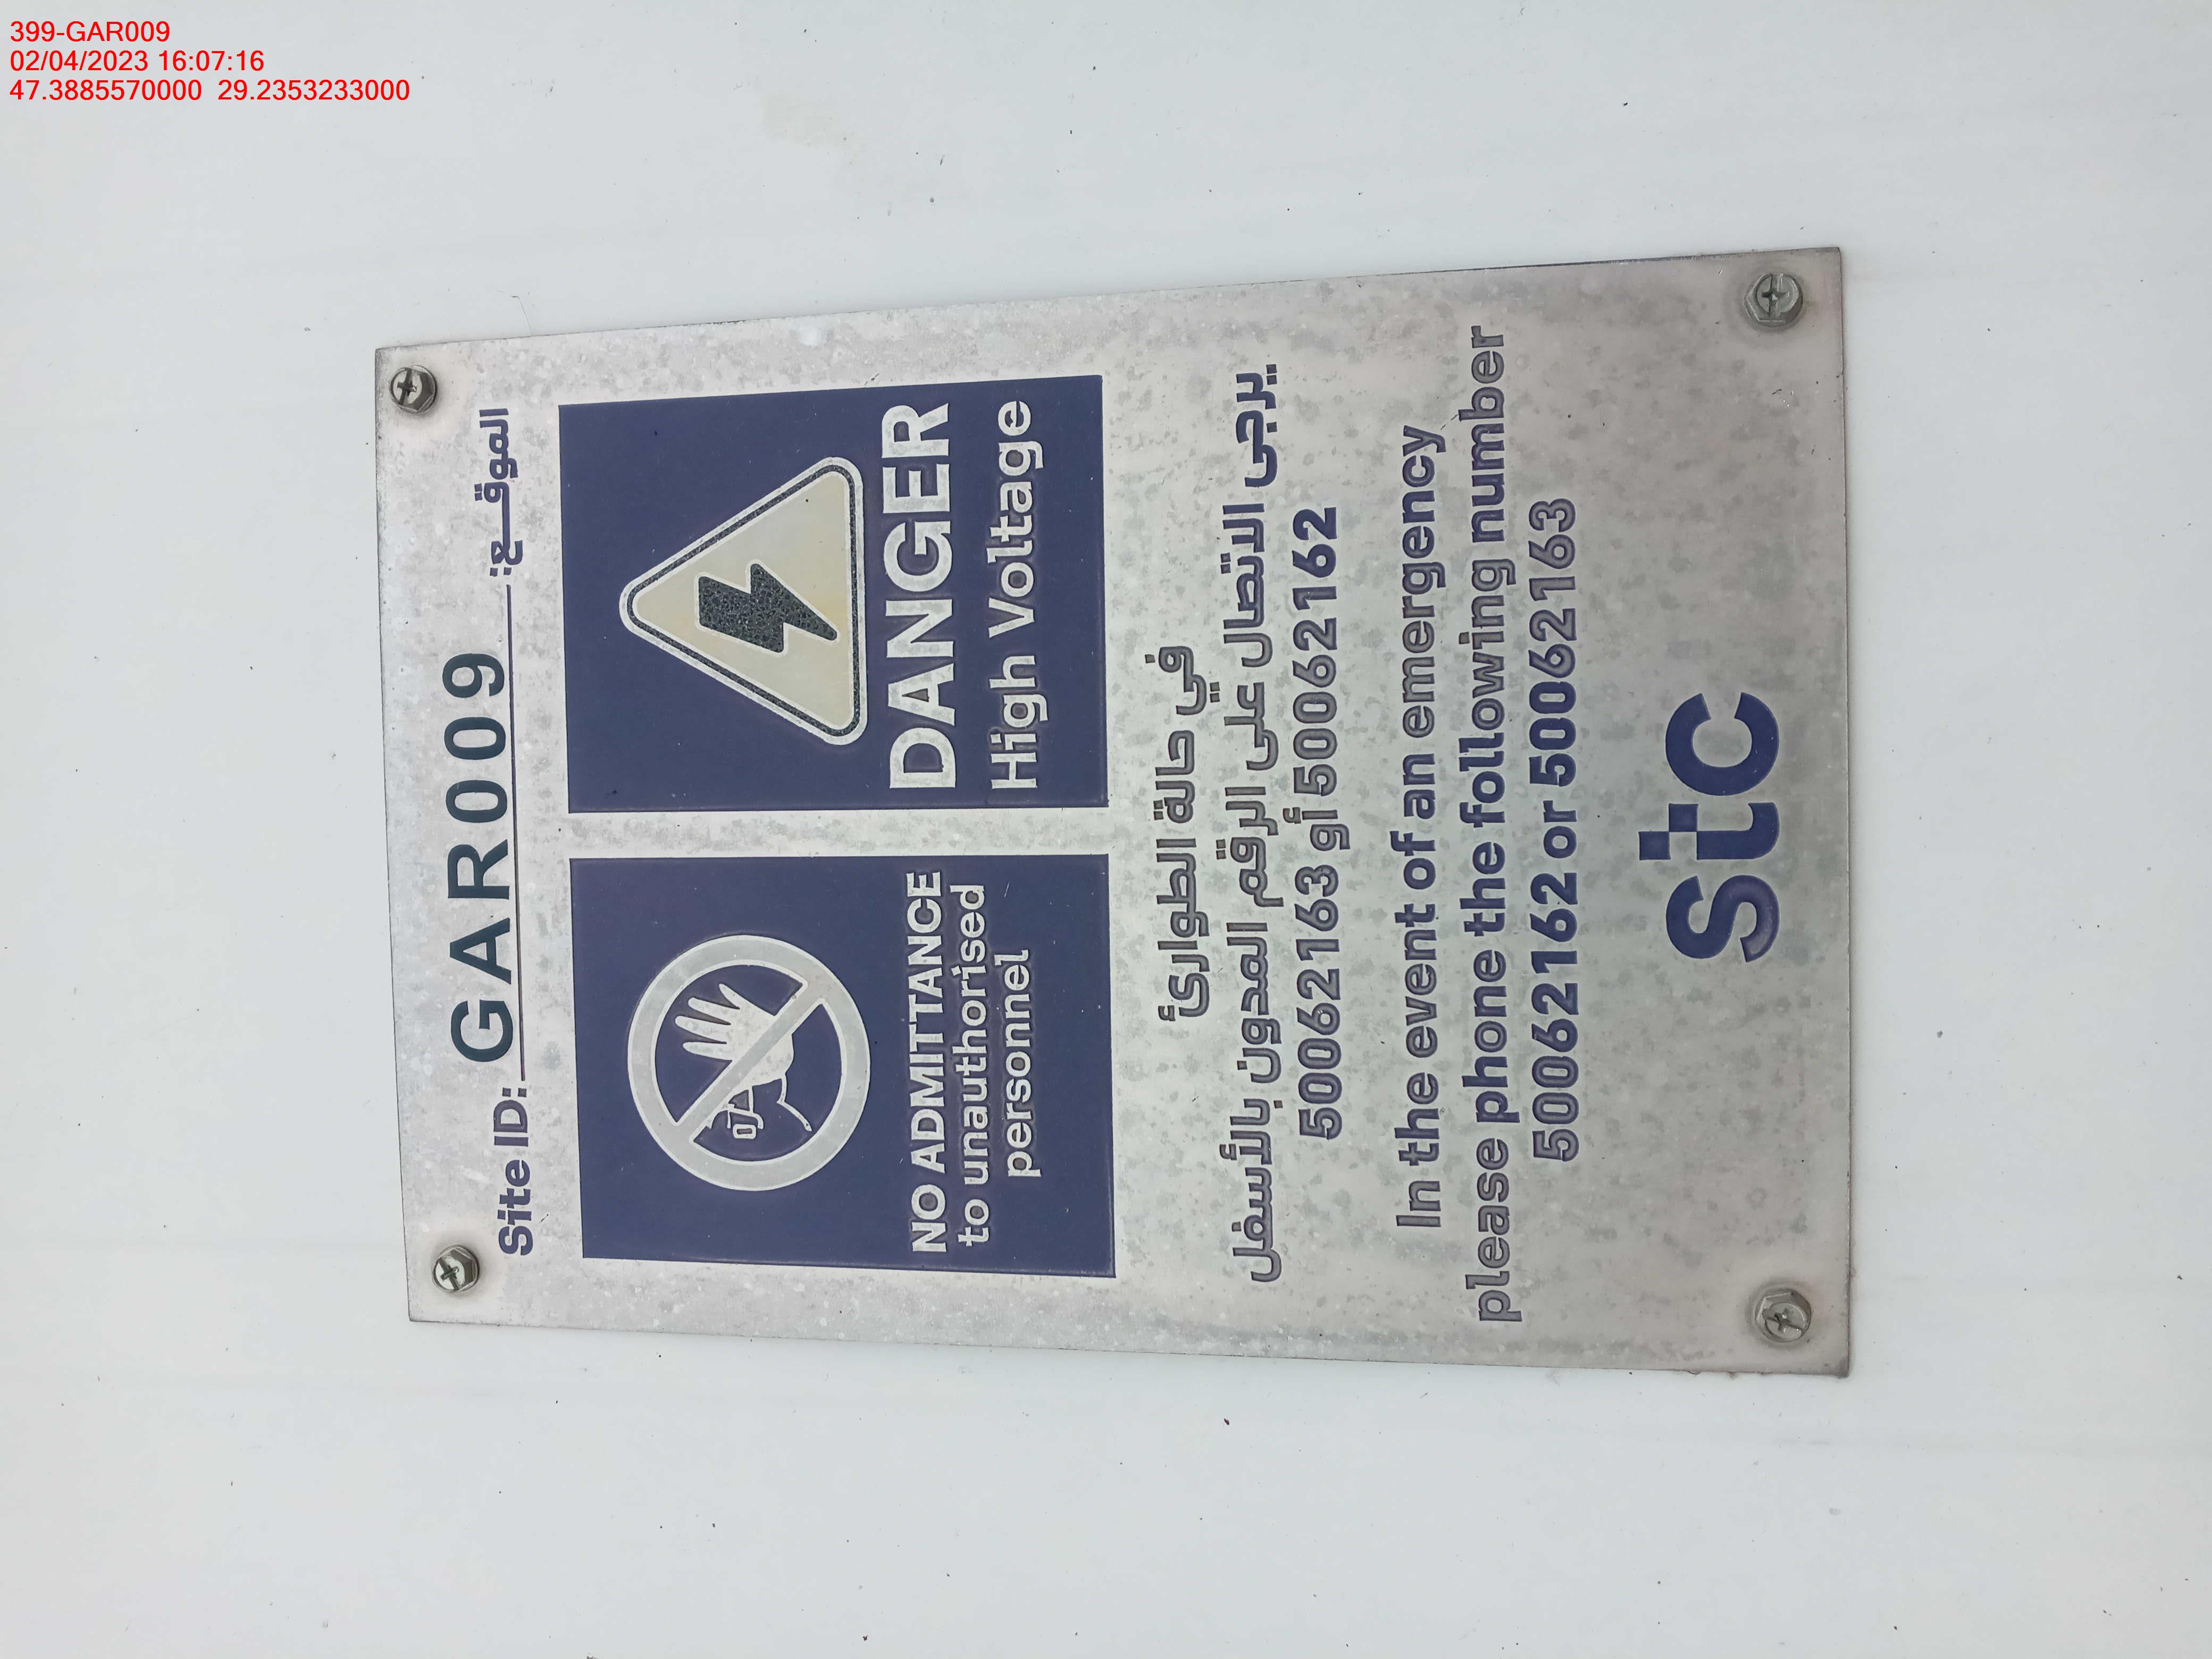 399-GAR009
02/04/2023 16:07:16
47.3885570000 29.2353233000
Site ID: GAR009 الموقـع:
NO ADMITTANCE
to unauthorised
personnel
DANGER
High Voltage
في حالة الطوارئ
يرجى الاتصال على الرقم المدون بالأسفل
50062163 أو 50062162
In the event of an emergency
please phone the following number
50062162 or 50062163
stc